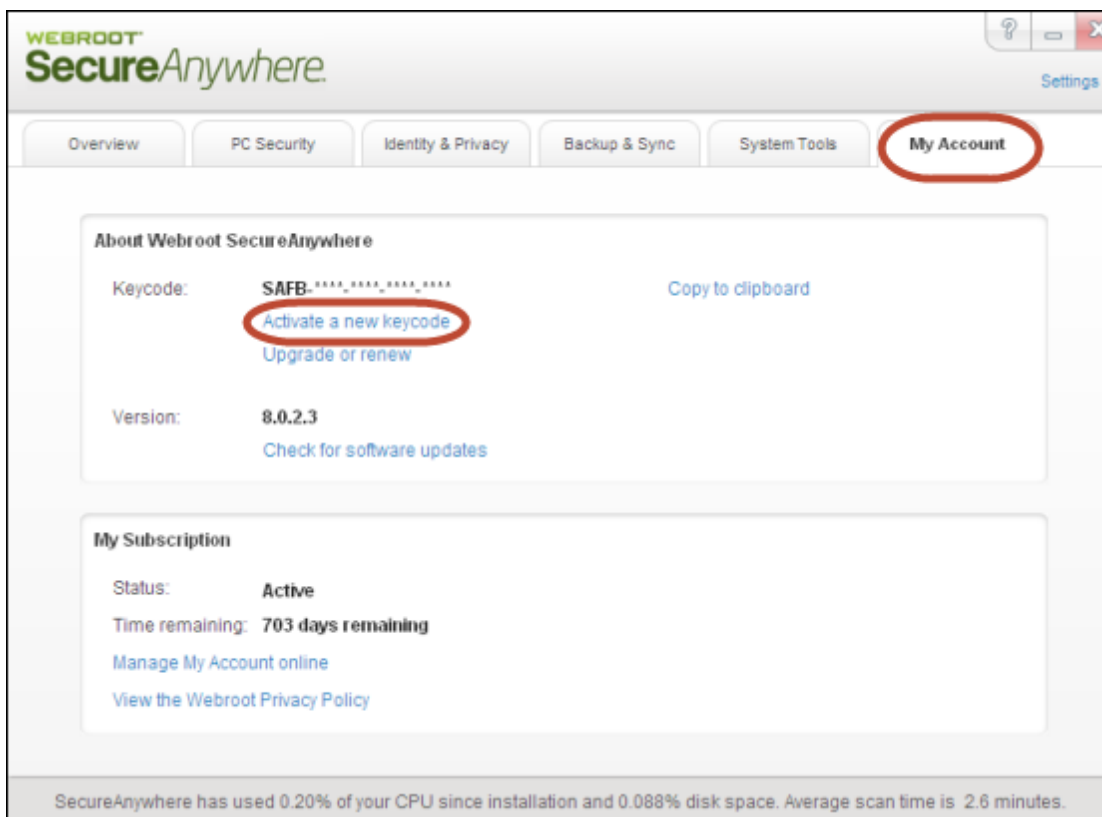 WEBROOT
SecureAnywhere.
Settings
Overview PC Security Identity & Privacy Backup & Sync System Tools My Account
About Webroot SecureAnywhere
Keycode: SAFB-****-****-****-**** Copy to clipboard
Activate a new keycode
Upgrade or renew
Version: 8.0.2.3
Check for software updates
My Subscription
Status: Active
Time remaining: 703 days remaining
Manage My Account online
View the Webroot Privacy Policy
SecureAnywhere has used 0.20% of your CPU since installation and 0.088% disk space. Average scan time is 2.6 minutes.